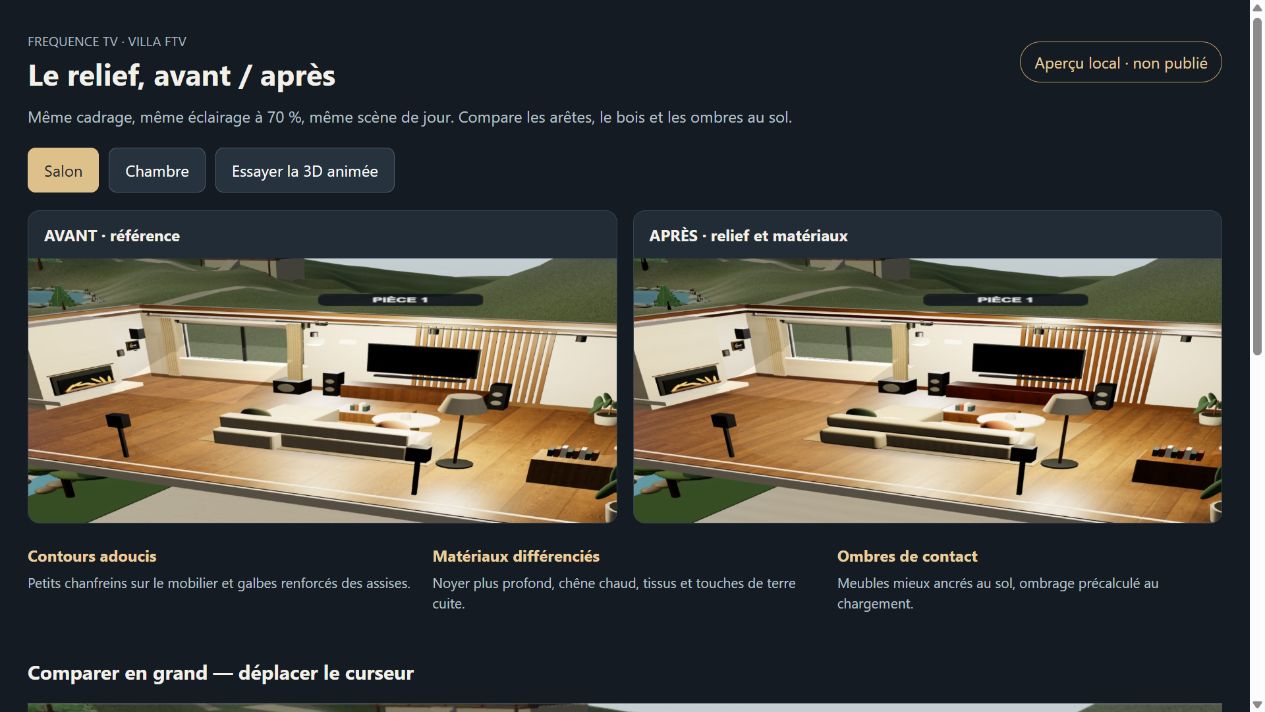 FREQUENCE TV · VILLA FTV
Le relief, avant / après
Aperçu local · non publié
Même cadrage, même éclairage à 70 %, même scène de jour. Compare les arêtes, le bois et les ombres au sol.
Salon
Chambre
Essayer la 3D animée
AVANT · référence
APRÈS · relief et matériaux
PIÈCE 1
PIÈCE 1
Contours adoucis
Petits chanfreins sur le mobilier et galbes renforcés des assises.
Matériaux différenciés
Noyer plus profond, chêne chaud, tissus et touches de terre
cuite.
Ombres de contact
Meubles mieux ancrés au sol, ombrage précalculé au
chargement.
Comparer en grand — déplacer le curseur